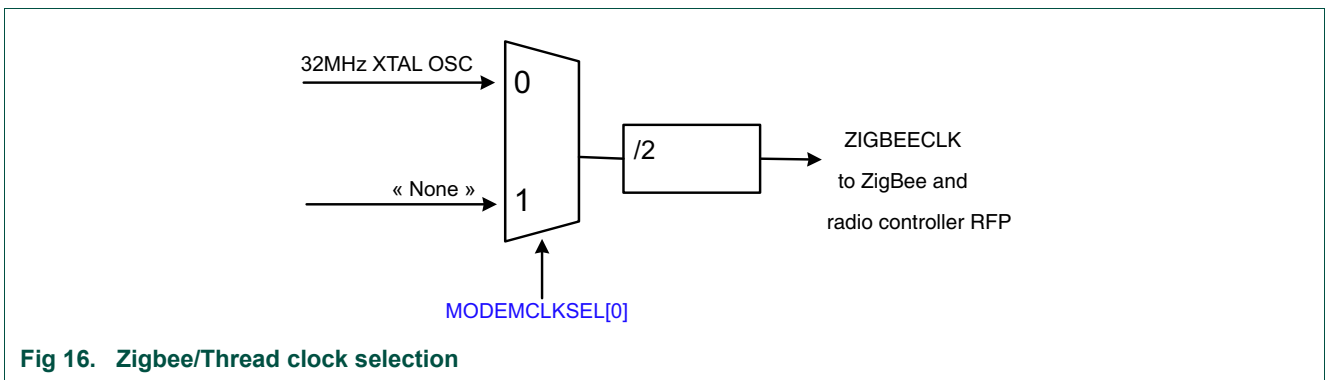 32MHz XTAL OSC
0
/2
ZIGBEECLK
to ZigBee and
radio controller RFP
« None »
1
MODEMCLKSEL[0]
Fig 16. Zigbee/Thread clock selection